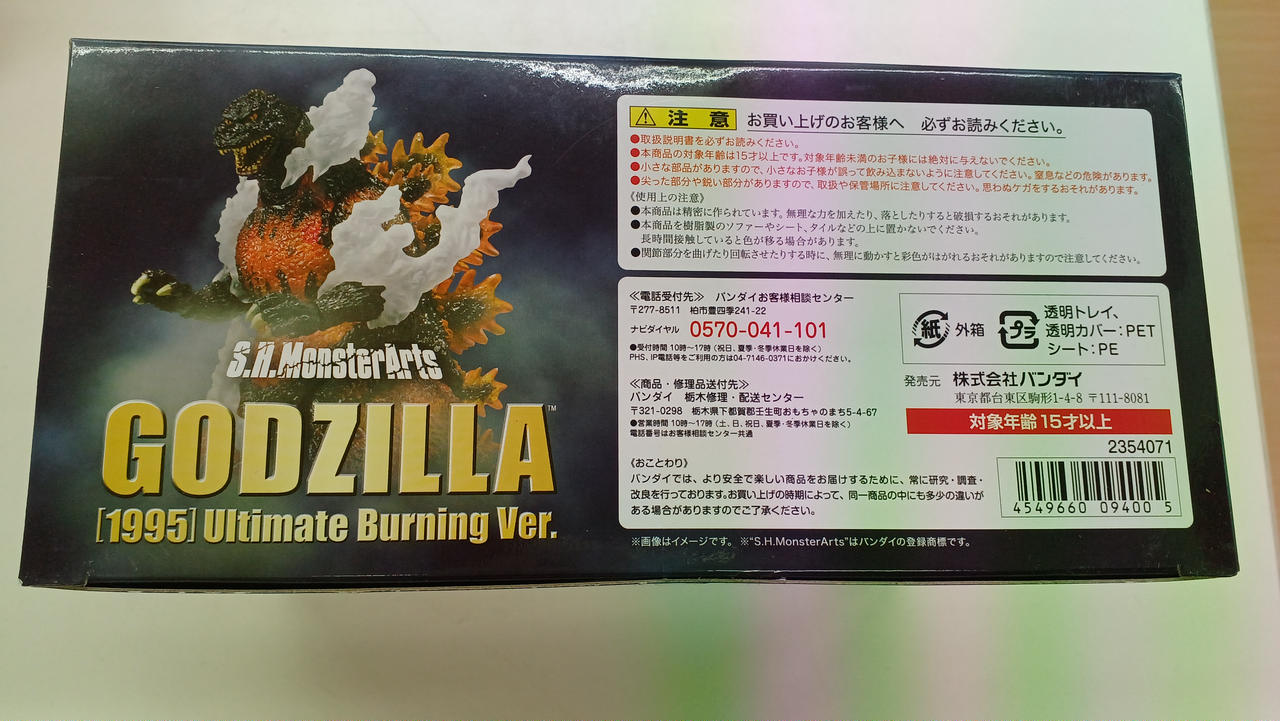 S.H.MonsterArts
GODZILLA™
[1995] Ultimate Burning Ver.
注意 お買い上げのお客様へ 必ずお読みください。
●取扱説明書を必ずお読みください。
●本商品の対象年齢は15才以上です。対象年齢未満のお子様には絶対に与えないでください。
●小さな部品がありますので、小さなお子様が誤って飲み込まないように注意してください。窒息などの危険があります。
●尖った部分や鋭い部分がありますので、取扱や保管場所に注意してください。思わぬケガをするおそれがあります。
《使用上の注意》
●本商品は精密に作られています。無理な力を加えたり、落としたりすると破損するおそれがあります。
●本商品を樹脂製のソファーやシート、タイルなどの上に置かないでください。
長時間接触していると色が移る場合があります。
●関節部分を曲げたり回転させたりする時に、無理に動かすと彩色がはがれるおそれがありますので注意してください。
≪電話受付先≫ バンダイお客様相談センター
〒277-8511 柏市豊四季241-22
ナビダイヤル 0570-041-101
●受付時間 10時〜17時(祝日、夏季・冬季休業日を除く)
PHS、IP電話等をご利用の方は04-7146-0371におかけください。
≪商品・修理品送付先≫
バンダイ 栃木修理・配送センター
〒321-0298 栃木県下都賀郡壬生町おもちゃのまち5-4-67
●営業時間 10時〜17時(土、日、祝日、夏季・冬季休業日を除く)
電話番号はお客様相談センター共通
《おことわり》
バンダイでは、より安全で楽しい商品をお届けするために、常に研究・調査・
改良を行っております。お買い上げの時期によって、同一商品の中にも多少の違いが
ある場合がありますのでご了承ください。
紙 外箱
プラ 透明トレイ、
透明カバー:PET
シート:PE
発売元 株式会社バンダイ
東京都台東区駒形1-4-8 〒111-8081
対象年齢15才以上
2354071
4549660 09400 5
※画像はイメージです。 ※“S.H.MonsterArts”はバンダイの登録商標です。